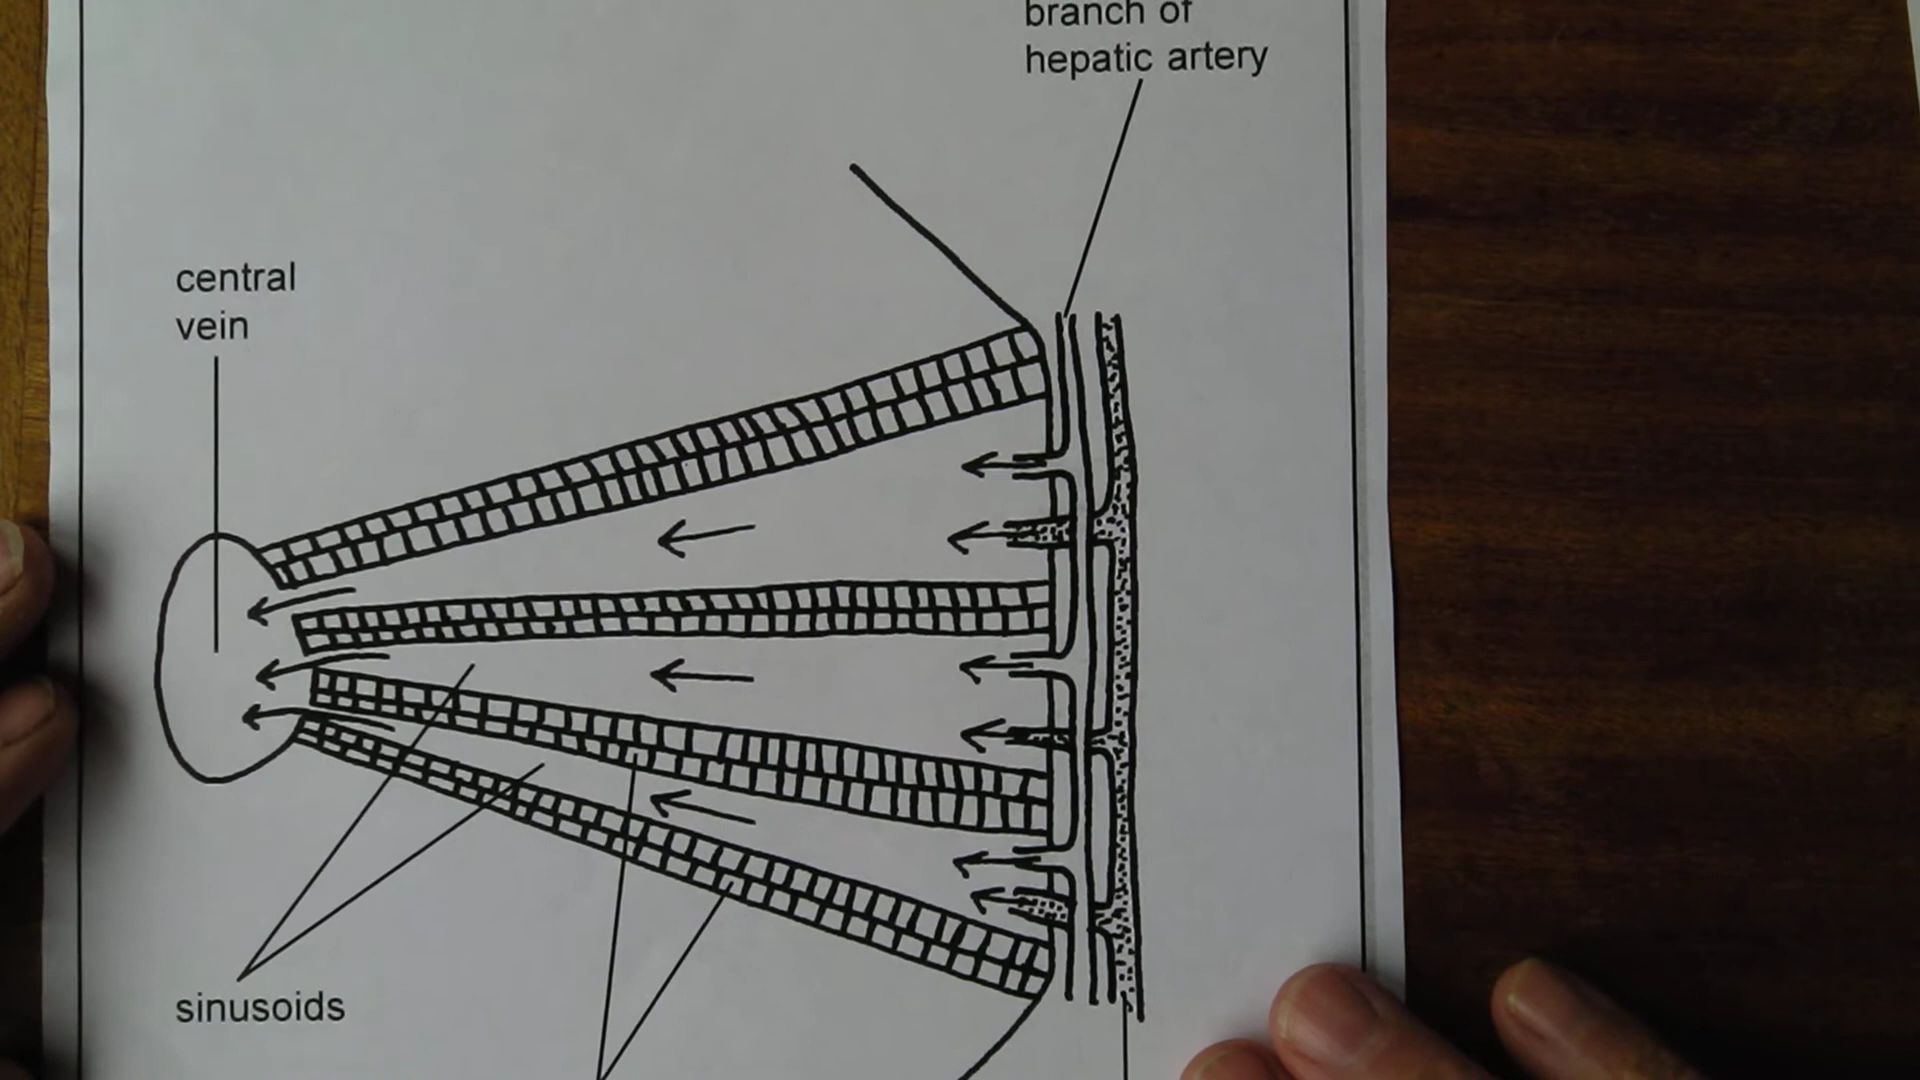 branch of
hepatic artery
central
vein
sinusoids